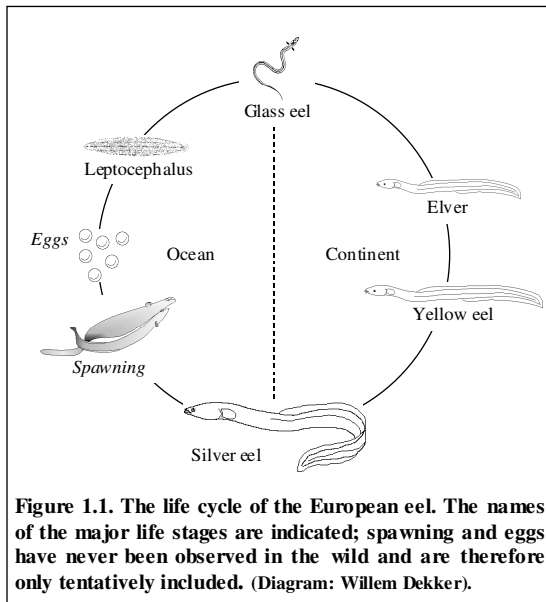 Glass eel
Leptocephalus
Elver
Eggs
Ocean
Continent
Yellow eel
Spawning
Silver eel
Figure 1.1. The life cycle of the European eel. The names
of the major life stages are indicated; spawning and eggs
have never been observed in the wild and are therefore
only tentatively included. (Diagram: Willem Dekker).